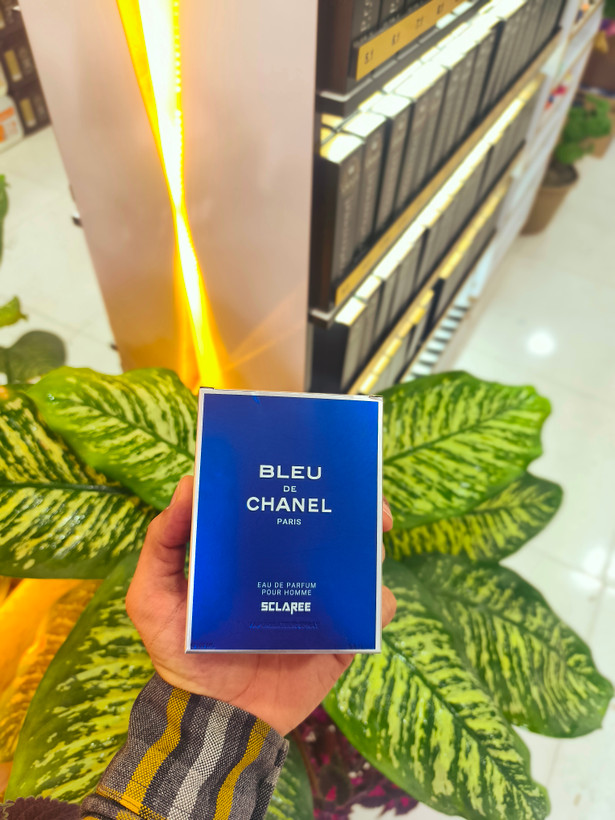 BLEU
DE
CHANEL
PARIS
EAU DE PARFUM
POUR HOMME
SCLAREE